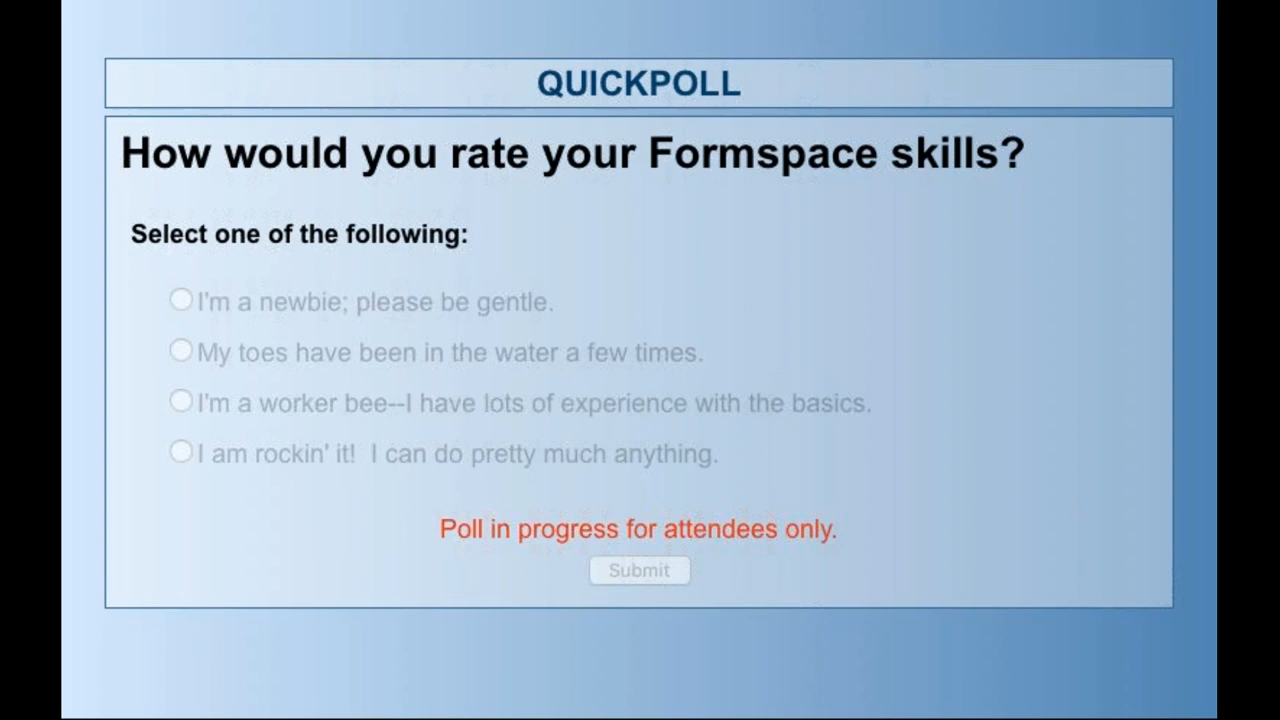 QUICKPOLL
How would you rate your Formspace skills?
Select one of the following:
I'm a newbie; please be gentle.
My toes have been in the water a few times.
I'm a worker bee--I have lots of experience with the basics.
I am rockin' it!  I can do pretty much anything.
Poll in progress for attendees only.
Submit